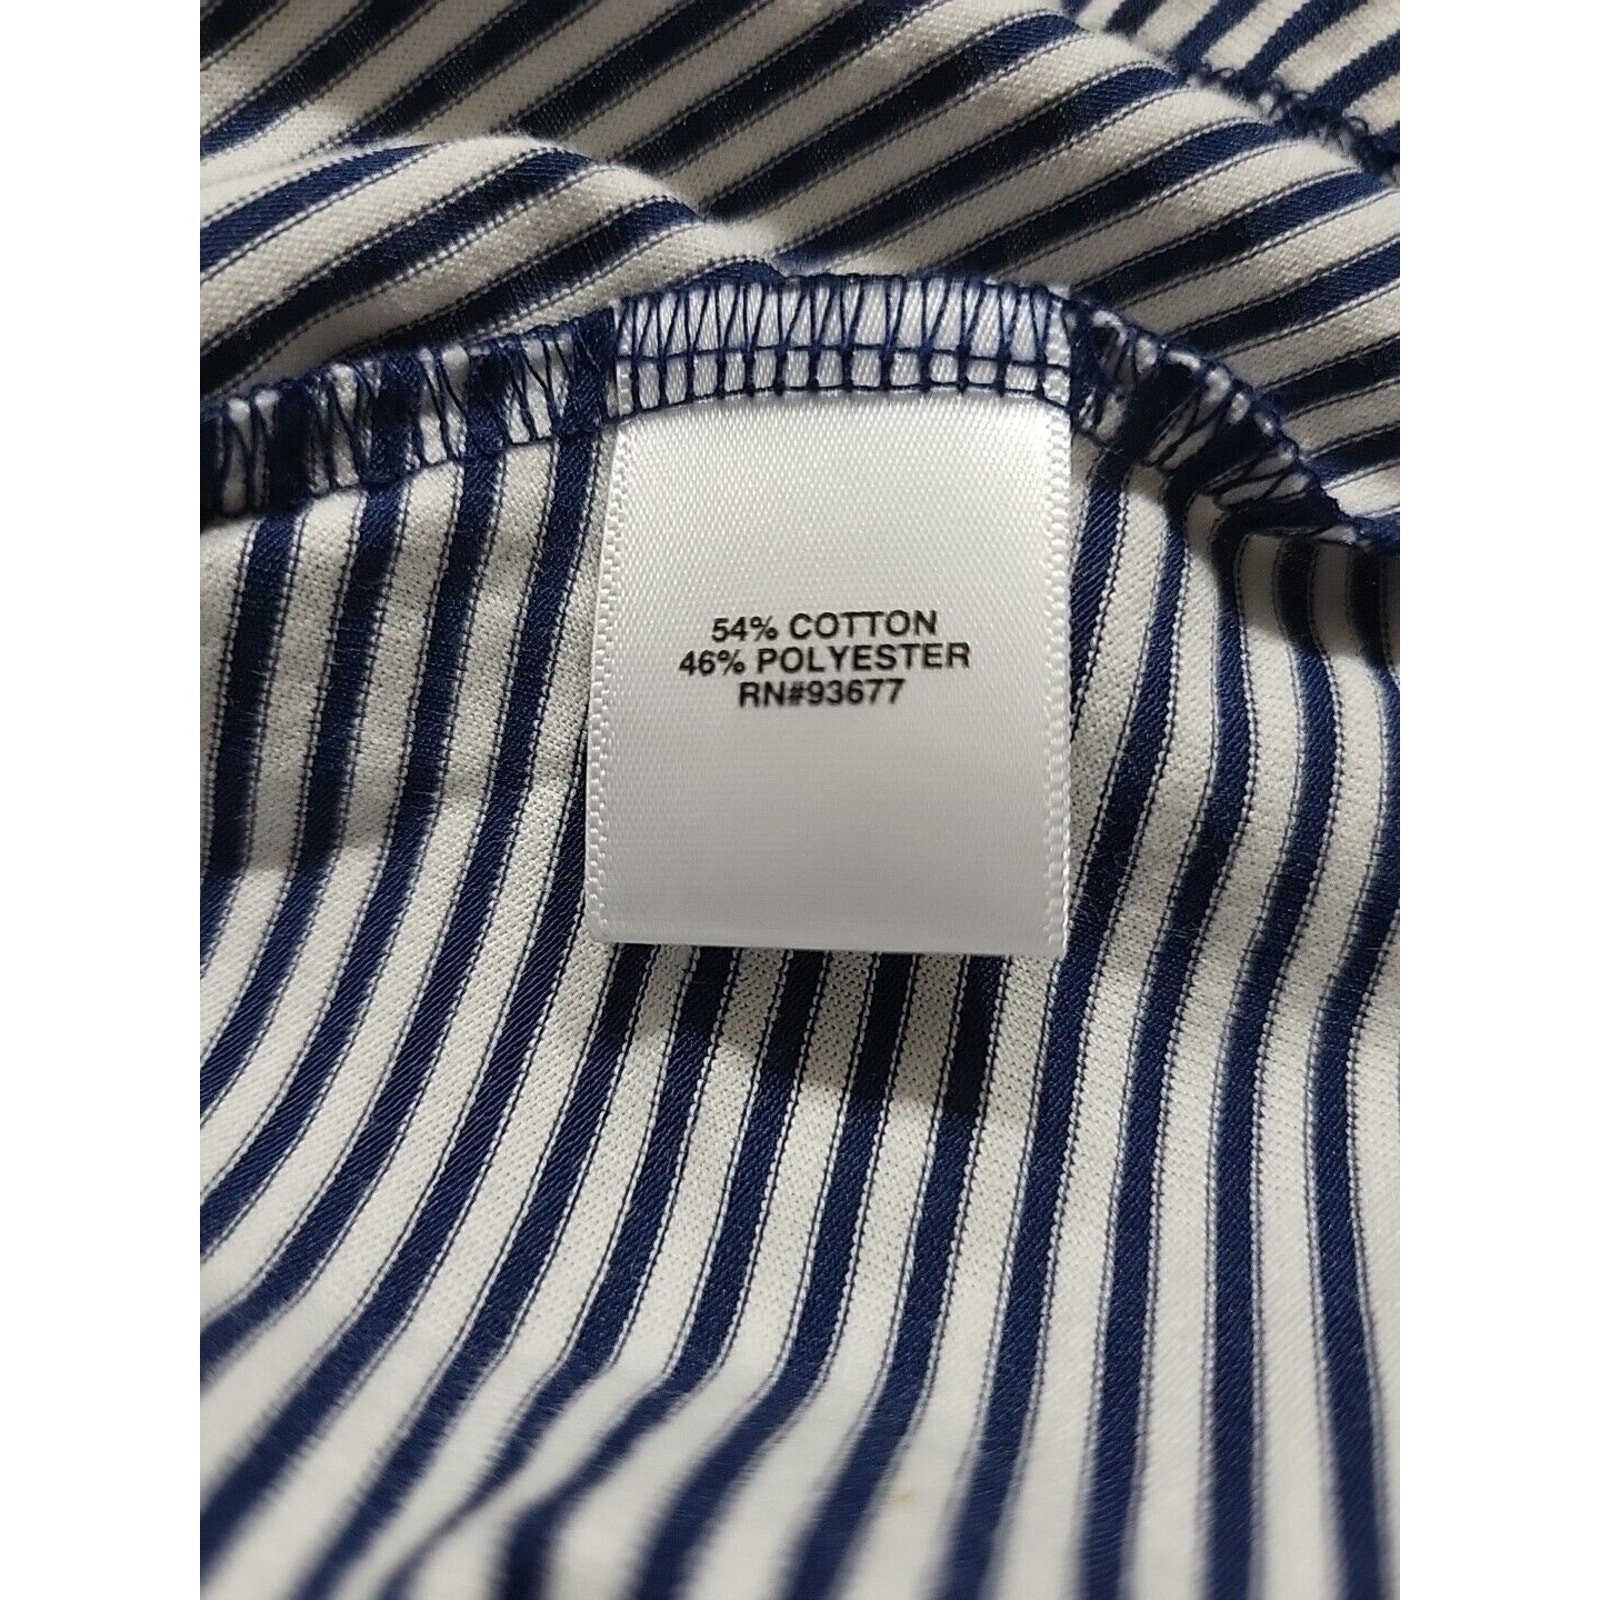 54% COTTON
46% POLYESTER
RN#93677